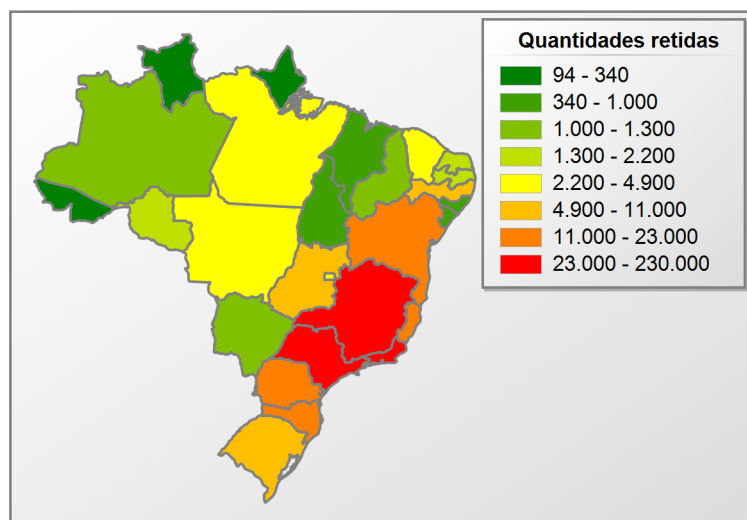 Quantidades retidas
94 - 340
340 - 1.000
1.000 - 1.300
1.300 - 2.200
2.200 - 4.900
4.900 - 11.000
11.000 - 23.000
23.000 - 230.000